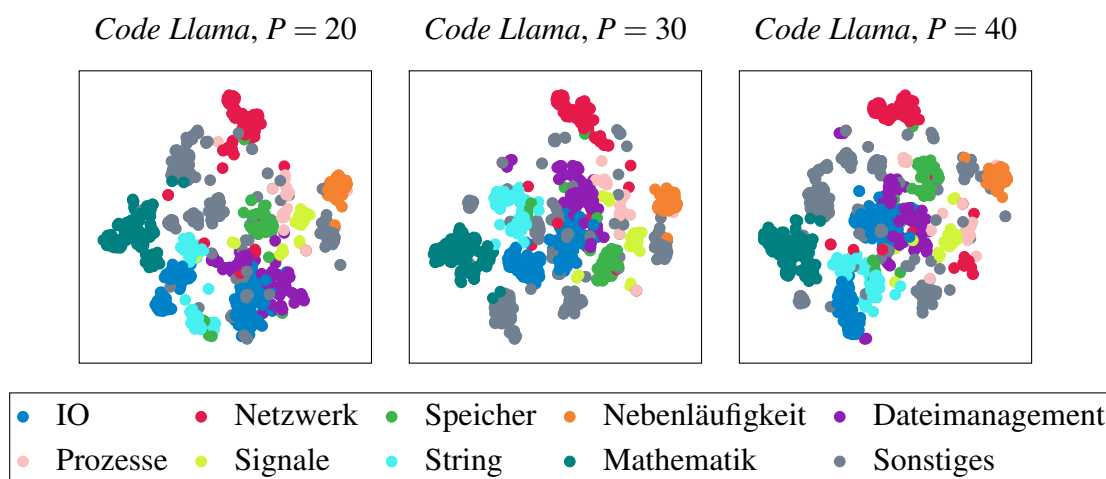 Code Llama, P = 20 Code Llama, P = 30 Code Llama, P = 40
IO Netzwerk Speicher Nebenläufigkeit Dateimanagement
Prozesse Signale String Mathematik Sonstiges